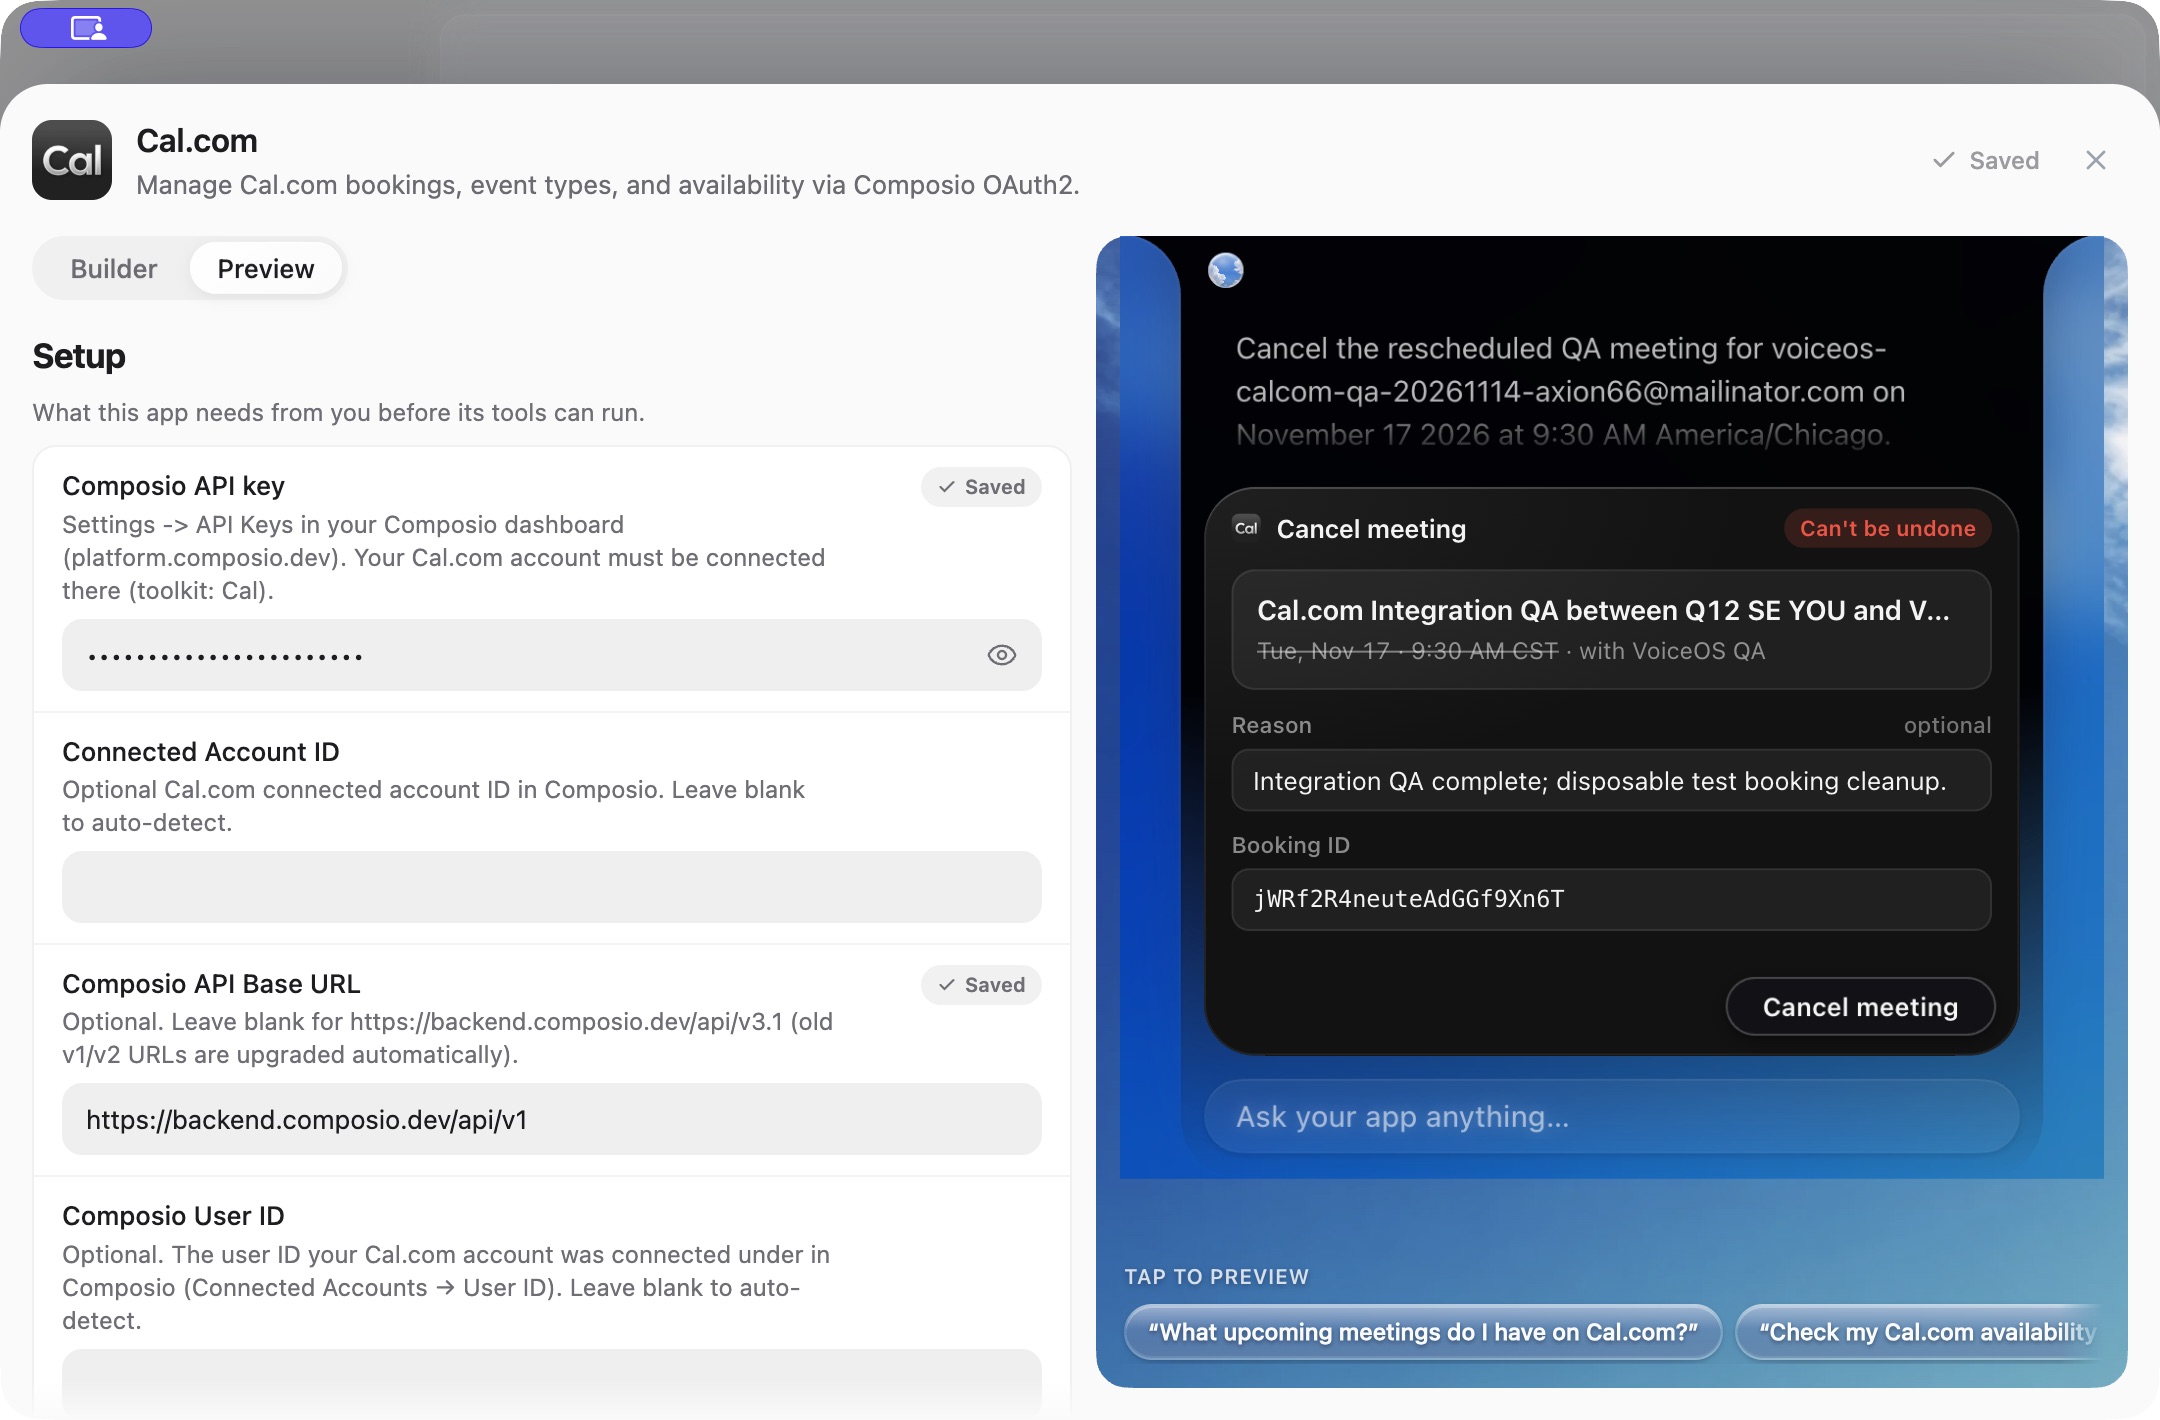 Cal
Cal.com
Manage Cal.com bookings, event types, and availability via Composio OAuth2.
Saved
Builder
Preview
Setup
What this app needs from you before its tools can run.
Composio API key
Saved
Settings -> API Keys in your Composio dashboard
(platform.composio.dev). Your Cal.com account must be connected
there (toolkit: Cal).
•••••••••••••••••••••••
Connected Account ID
Optional Cal.com connected account ID in Composio. Leave blank
to auto-detect.
Composio API Base URL
Saved
Optional. Leave blank for https://backend.composio.dev/api/v3.1 (old
v1/v2 URLs are upgraded automatically).
https://backend.composio.dev/api/v1
Composio User ID
Optional. The user ID your Cal.com account was connected under in
Composio (Connected Accounts → User ID). Leave blank to auto-
detect.
Cancel the rescheduled QA meeting for voiceos-
calcom-qa-20261114-axion66@mailinator.com on
November 17 2026 at 9:30 AM America/Chicago.
Cal
Cancel meeting
Can't be undone
Cal.com Integration QA between Q12 SE YOU and V...
Tue, Nov 17 · 9:30 AM CST · with VoiceOS QA
Reason
optional
Integration QA complete; disposable test booking cleanup.
Booking ID
jWRf2R4neuteAdGGf9Xn6T
Cancel meeting
Ask your app anything...
TAP TO PREVIEW
“What upcoming meetings do I have on Cal.com?”
“Check my Cal.com availability